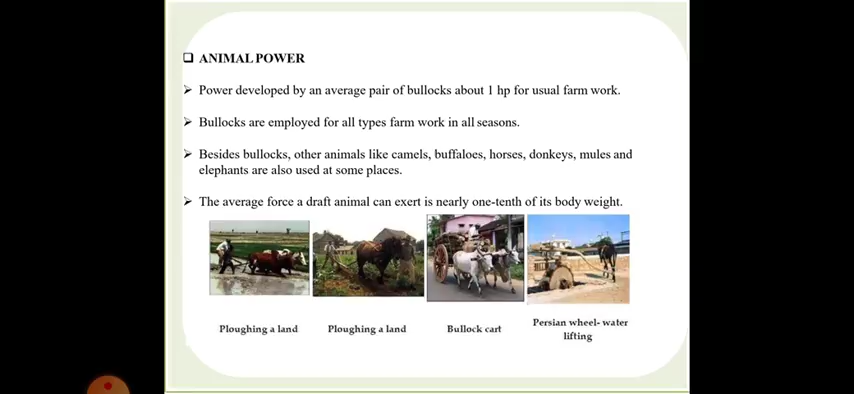 ANIMAL POWER
Power developed by an average pair of bullocks about 1 hp for usual farm work.
Bullocks are employed for all types farm work in all seasons.
Besides bullocks, other animals like camels, buffaloes, horses, donkeys, mules and
elephants are also used at some places.
The average force a draft animal can exert is nearly one-tenth of its body weight.
Ploughing a land
Ploughing a land
Bullock cart
Persian wheel- water
lifting